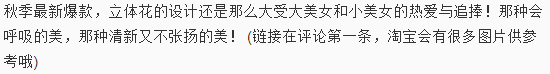 秋季最新爆款，立体花的设计还是那么大受大美女和小美女的热爱与追捧！那种会
呼吸的美，那种清新又不张扬的美！（链接在评论第一条，淘宝会有很多图片供参
考哦）